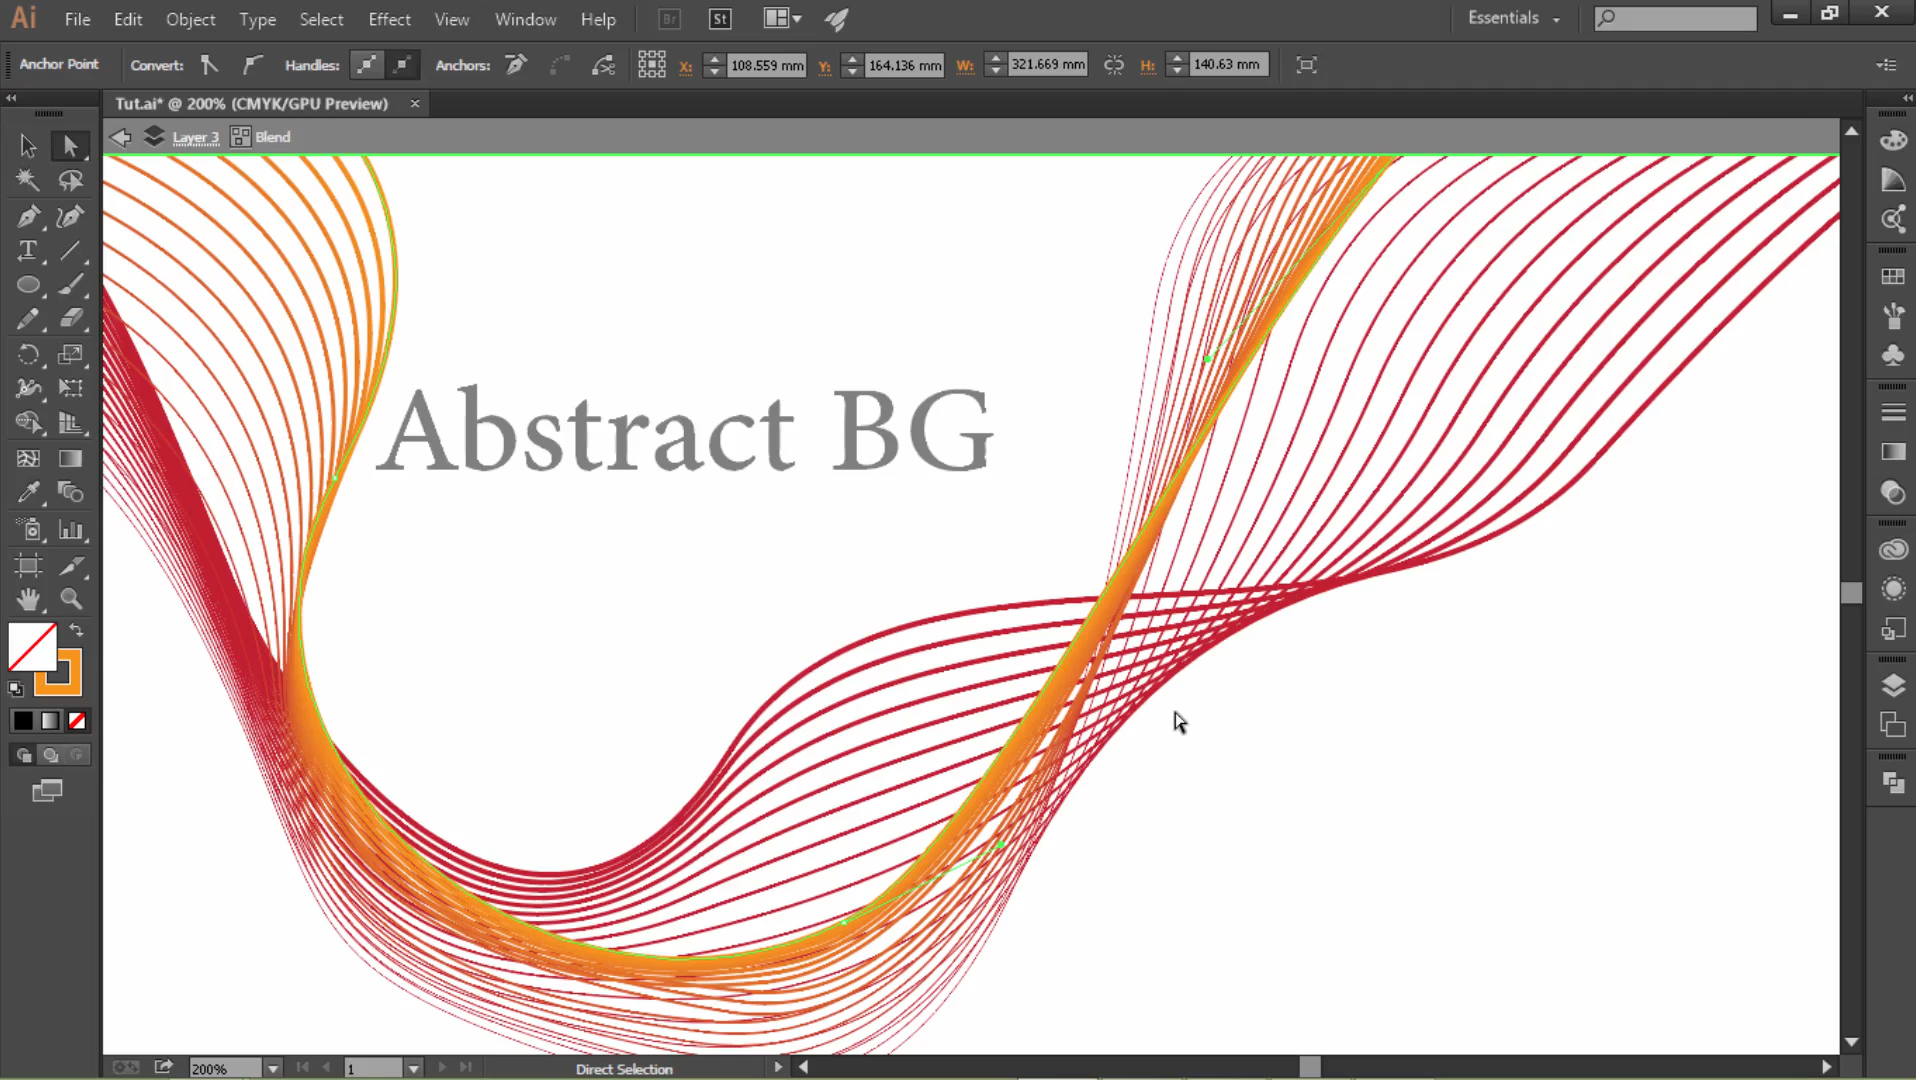 Ai File Edit Object Type Select Effect View Window Help Br St Essentials
Anchor Point Convert: Handles: Anchors: X: 108.559 mm Y: 164.136 mm W: 321.669 mm H: 140.63 mm
Tut.ai* @ 200% (CMYK/GPU Preview) ×
Layer 3 Blend
Abstract BG
200% 1 Direct Selection